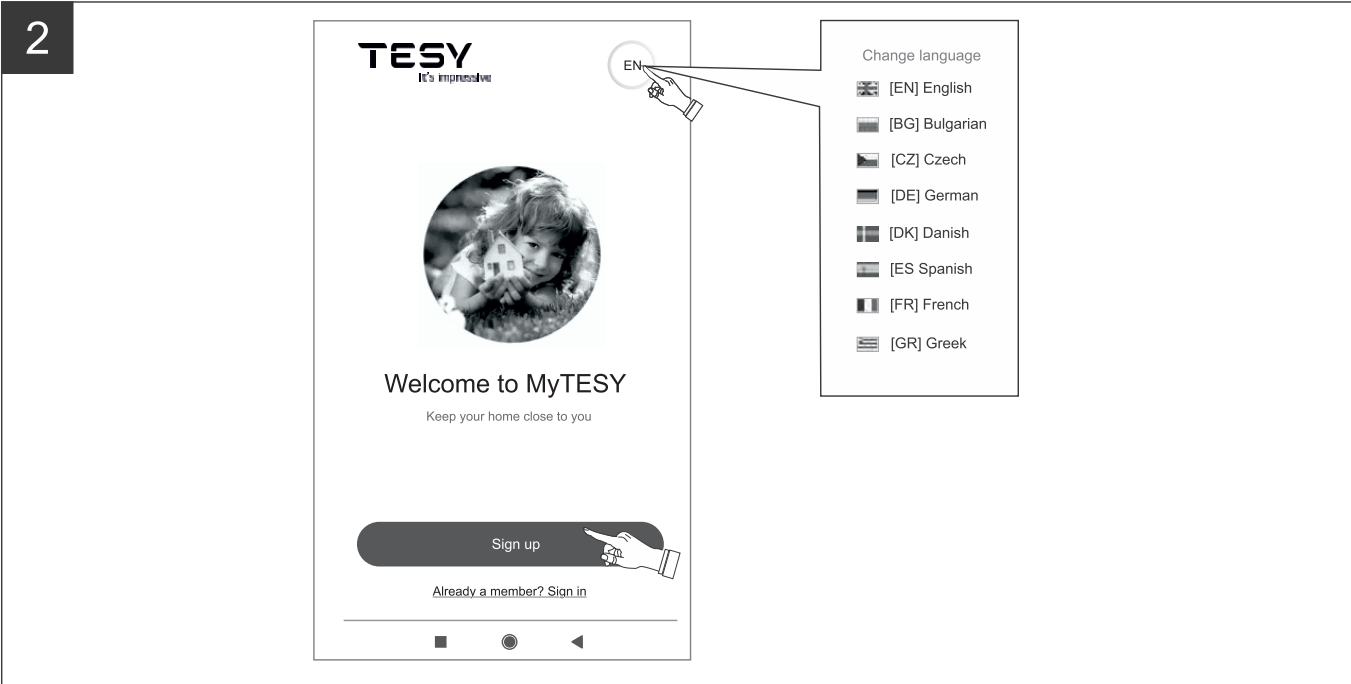 2
TESY
It's impressive
EN
Change language
[EN] English
[BG] Bulgarian
[CZ] Czech
[DE] German
[DK] Danish
[ES Spanish
[FR] French
[GR] Greek
Welcome to MyTESY
Keep your home close to you
Sign up
Already a member? Sign in